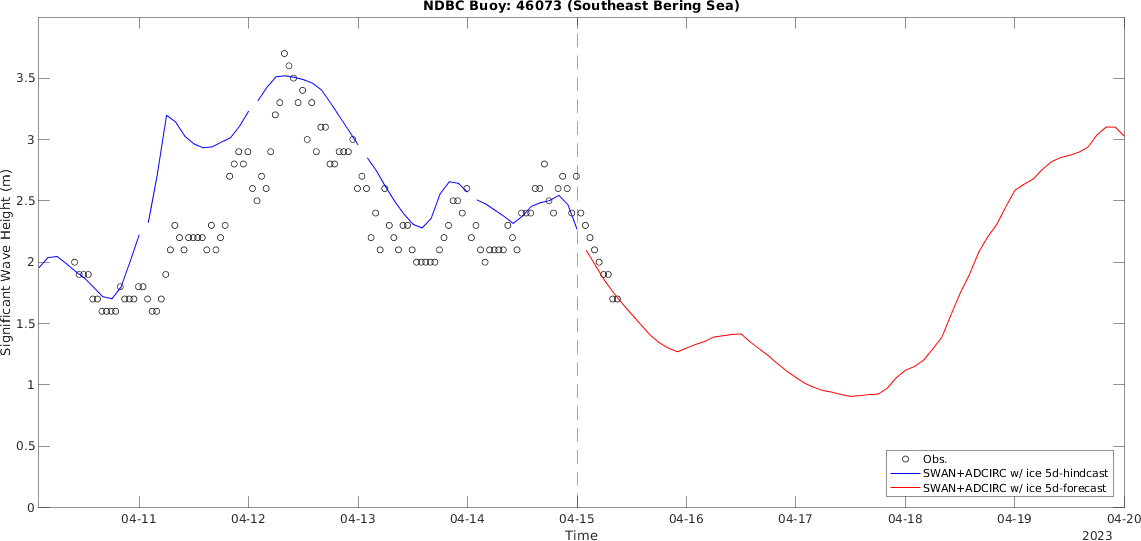 NDBC Buoy: 46073 (Southeast Bering Sea)
Significant Wave Height (m)
3.5
3
2.5
2
1.5
1
0.5
0
Obs.
SWAN+ADCIRC w/ ice 5d-hindcast
SWAN+ADCIRC w/ ice 5d-forecast
04-11 04-12 04-13 04-14 04-15 04-16 04-17 04-18 04-19 04-20
Time
2023